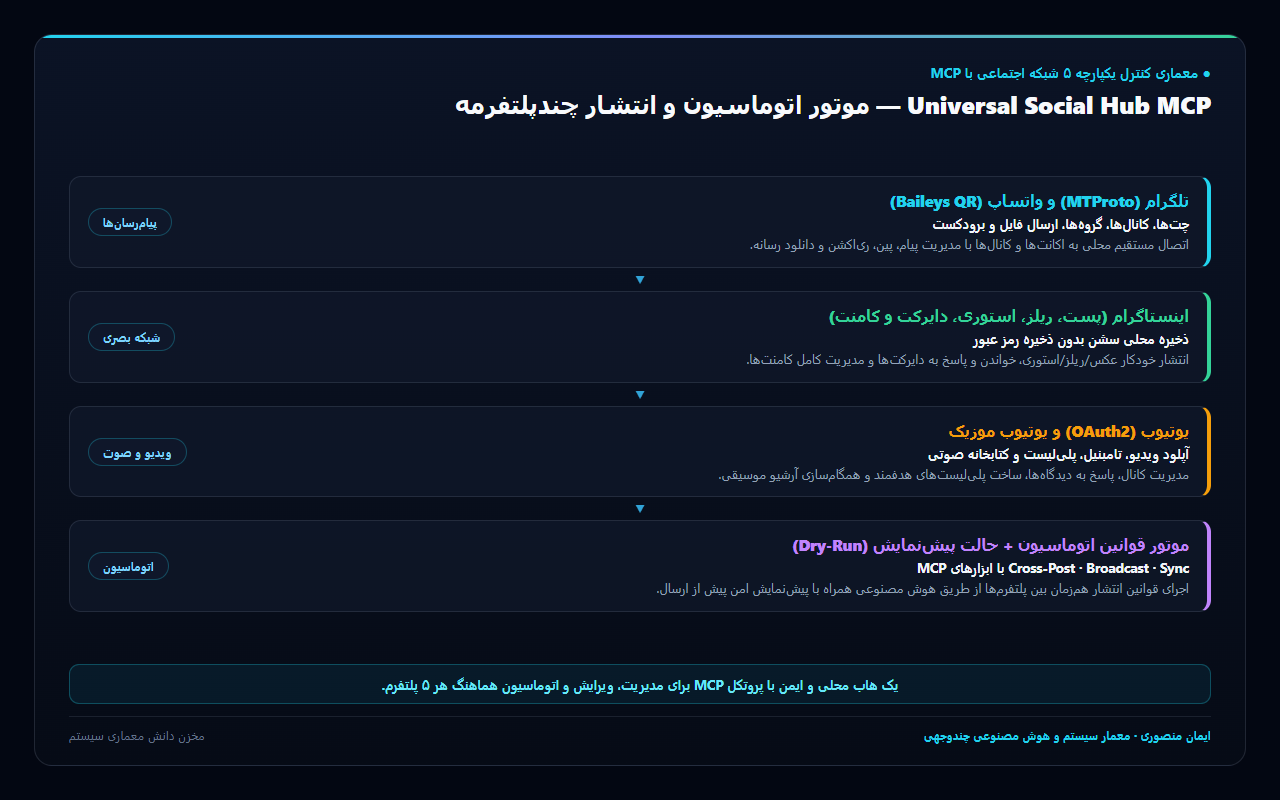 ● معماری کنترل یکپارچه ۵ شبکه اجتماعی با MCP
Universal Social Hub MCP — موتور اتوماسیون و انتشار چندپلتفرمه
تلگرام (MTProto) و واتساپ (Baileys QR)
چت‌ها، کانال‌ها، گروه‌ها، ارسال فایل و برودکست
اتصال مستقیم محلی به اکانت‌ها و کانال‌ها با مدیریت پیام، پین، ری‌اکشن و دانلود رسانه.
پیام‌رسان‌ها
▼
اینستاگرام (پست، ریلز، استوری، دایرکت و کامنت)
ذخیره محلی سشن بدون ذخیره رمز عبور
انتشار خودکار عکس/ریلز/استوری، خواندن و پاسخ به دایرکت‌ها و مدیریت کامل کامنت‌ها.
شبکه بصری
▼
یوتیوب (OAuth2) و یوتیوب موزیک
آپلود ویدیو، تامبنیل، پلی‌لیست و کتابخانه صوتی
مدیریت کانال، پاسخ به دیدگاه‌ها، ساخت پلی‌لیست‌های هدفمند و همگام‌سازی آرشیو موسیقی.
ویدیو و صوت
▼
موتور قوانین اتوماسیون + حالت پیش‌نمایش (Dry-Run)
Cross-Post · Broadcast · Sync با ابزارهای MCP
اجرای قوانین انتشار هم‌زمان بین پلتفرم‌ها از طریق هوش مصنوعی همراه با پیش‌نمایش امن پیش از ارسال.
اتوماسیون
یک هاب محلی و ایمن با پروتکل MCP برای مدیریت، ویرایش و اتوماسیون هماهنگ هر ۵ پلتفرم.
ایمان منصوری · معمار سیستم و هوش مصنوعی چندوجهی
مخزن دانش معماری سیستم